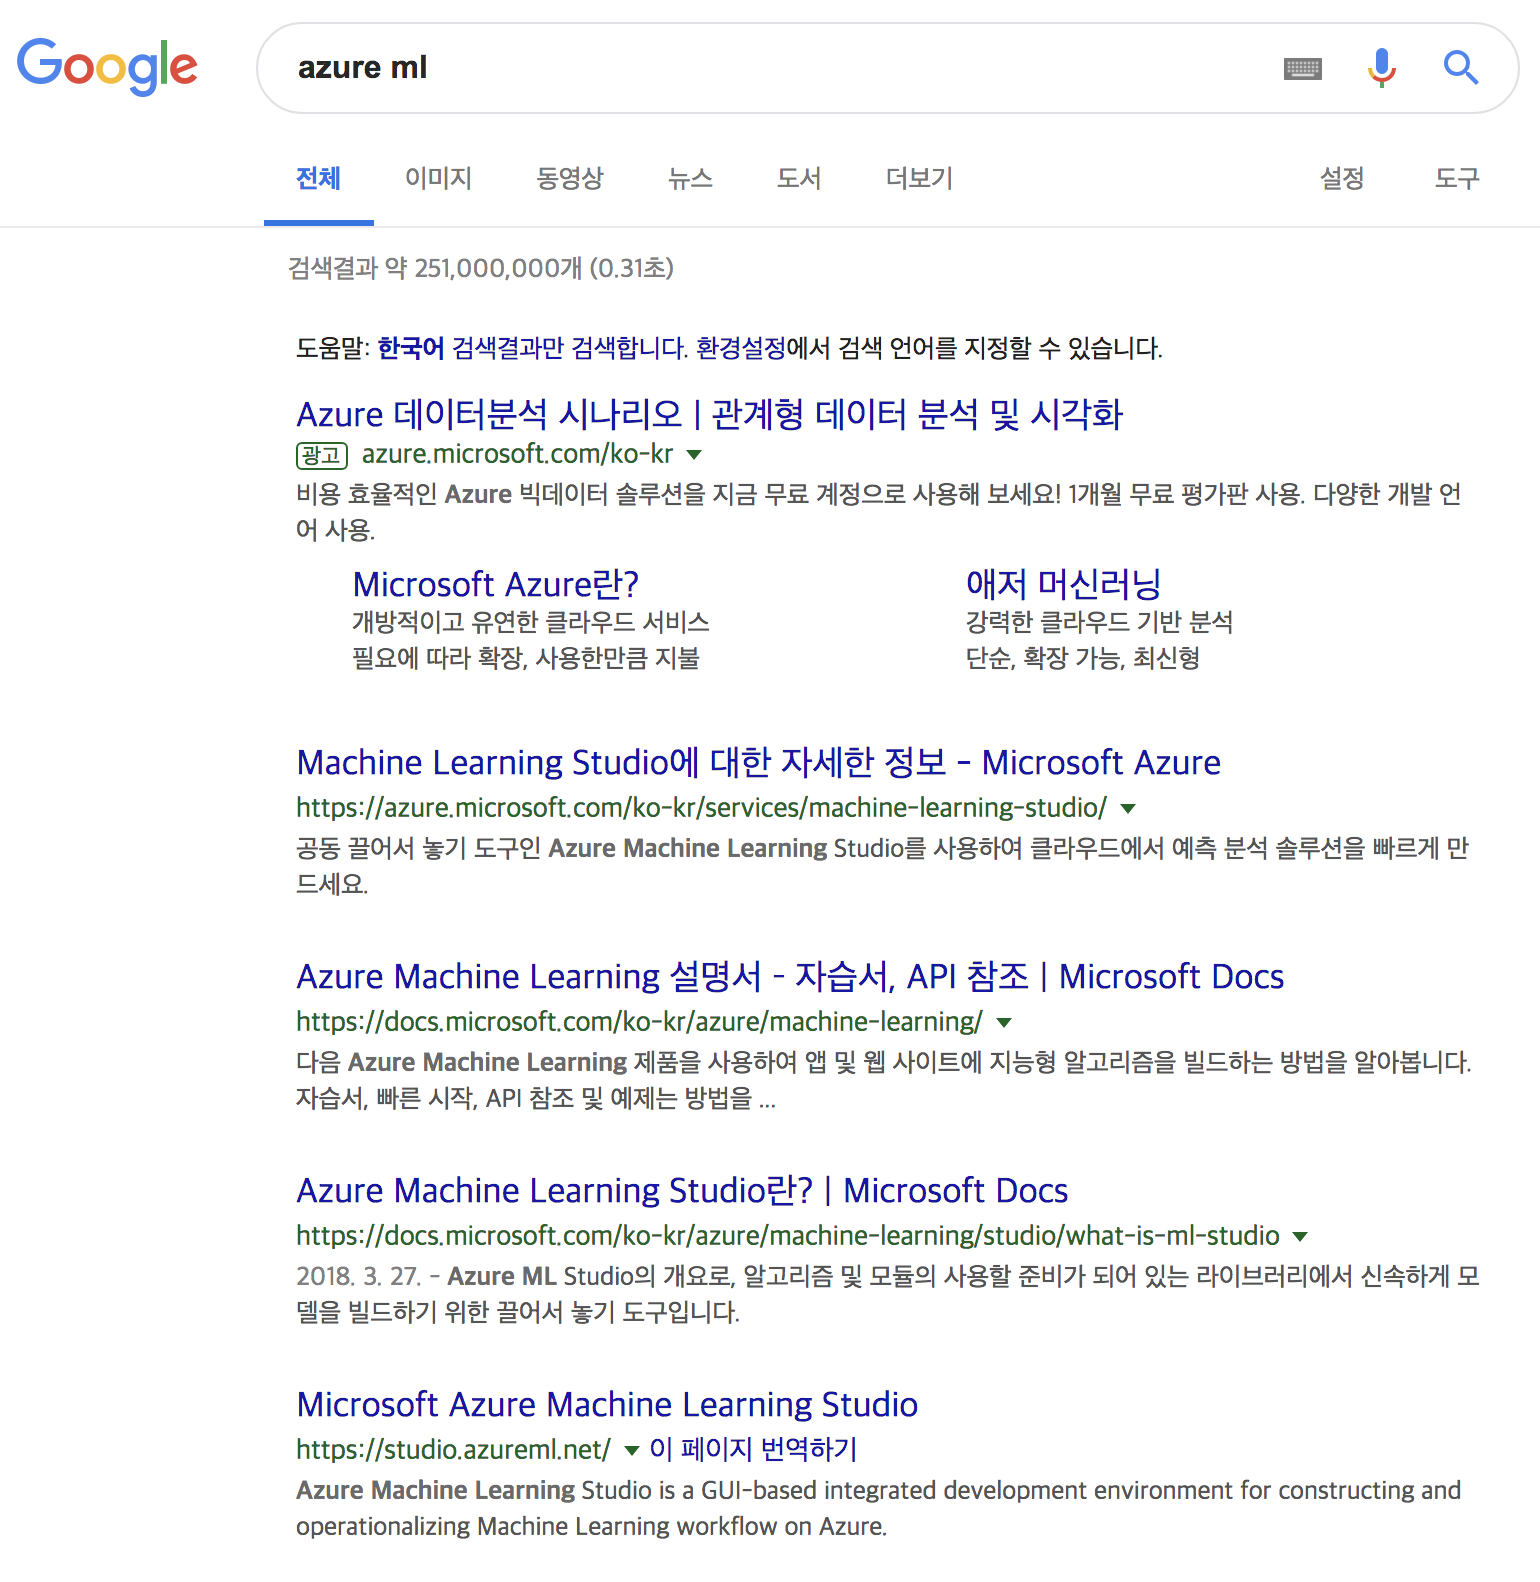 Google
azure ml
전체 이미지 동영상 뉴스 도서 더보기 설정 도구
검색결과 약 251,000,000개 (0.31초)
도움말: 한국어 검색결과만 검색합니다. 환경설정에서 검색 언어를 지정할 수 있습니다.
Azure 데이터분석 시나리오 | 관계형 데이터 분석 및 시각화
광고 azure.microsoft.com/ko-kr
비용 효율적인 Azure 빅데이터 솔루션을 지금 무료 계정으로 사용해 보세요! 1개월 무료 평가판 사용. 다양한 개발 언
어 사용.
Microsoft Azure란?
개방적이고 유연한 클라우드 서비스
필요에 따라 확장, 사용한만큼 지불
애저 머신러닝
강력한 클라우드 기반 분석
단순, 확장 가능, 최신형
Machine Learning Studio에 대한 자세한 정보 - Microsoft Azure
https://azure.microsoft.com/ko-kr/services/machine-learning-studio/
공동 끌어서 놓기 도구인 Azure Machine Learning Studio를 사용하여 클라우드에서 예측 분석 솔루션을 빠르게 만
드세요.
Azure Machine Learning 설명서 - 자습서, API 참조 | Microsoft Docs
https://docs.microsoft.com/ko-kr/azure/machine-learning/
다음 Azure Machine Learning 제품을 사용하여 앱 및 웹 사이트에 지능형 알고리즘을 빌드하는 방법을 알아봅니다.
자습서, 빠른 시작, API 참조 및 예제는 방법을 ...
Azure Machine Learning Studio란? | Microsoft Docs
https://docs.microsoft.com/ko-kr/azure/machine-learning/studio/what-is-ml-studio
2018. 3. 27. - Azure ML Studio의 개요로, 알고리즘 및 모듈의 사용할 준비가 되어 있는 라이브러리에서 신속하게 모
델을 빌드하기 위한 끌어서 놓기 도구입니다.
Microsoft Azure Machine Learning Studio
https://studio.azureml.net/ 이 페이지 번역하기
Azure Machine Learning Studio is a GUI-based integrated development environment for constructing and
operationalizing Machine Learning workflow on Azure.